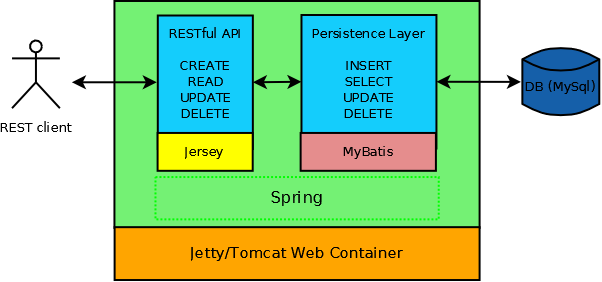 RESTful API
CREATE
READ
UPDATE
DELETE
Jersey
Persistence Layer
INSERT
SELECT
UPDATE
DELETE
MyBatis
REST client
DB (MySql)
Spring
Jetty/Tomcat Web Container